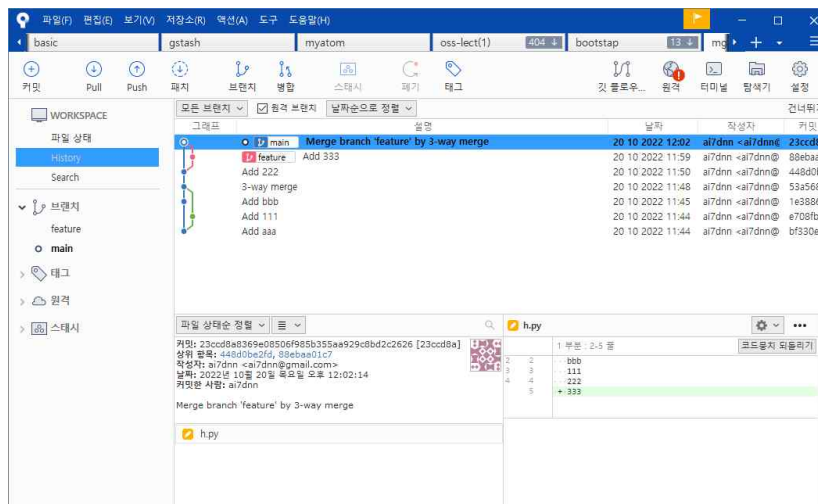 파일(F) 편집(E) 보기(V) 저장소(R) 액션(A) 도구 도움말(H)
basic gstash myatom oss-lect(1) 404 bootstap 13 mg
커밋 Pull Push 패치 브랜치 병합 스태시 폐기 태그 깃 플로우... 원격 터미널 탐색기 설정
WORKSPACE
파일 상태
History
Search
브랜치
feature
main
태그
원격
스태시
모든 브랜치 원격 브랜치 날짜순으로 정렬 건너뛰기
그래프 설명 날짜 작성자 커밋
main Merge branch 'feature' by 3-way merge 20 10 2022 12:02 ai7dnn <ai7dnn@ 23ccd8
feature Add 333 20 10 2022 11:59 ai7dnn <ai7dnn@ 88ebaa
Add 222 20 10 2022 11:50 ai7dnn <ai7dnn@ 448d0b
3-way merge 20 10 2022 11:48 ai7dnn <ai7dnn@ 53a568
Add bbb 20 10 2022 11:45 ai7dnn <ai7dnn@ 1e3886
Add 111 20 10 2022 11:44 ai7dnn <ai7dnn@ e708fb
Add aaa 20 10 2022 11:44 ai7dnn <ai7dnn@ bf330e
파일 상태순 정렬
커밋: 23ccd8a8369e08506f985b355aa929c8bd2c2626 [23ccd8a]
상위 항목: 448d0be2fd, 88ebaa01c7
작성자: ai7dnn <ai7dnn@gmail.com>
날짜: 2022년 10월 20일 목요일 오후 12:02:14
커밋한 사람: ai7dnn
Merge branch 'feature' by 3-way merge
h.py
h.py
1 부분 : 2-5 줄 코드뭉치 되돌리기
2 2 bbb
3 3 111
4 4 222
5 + 333